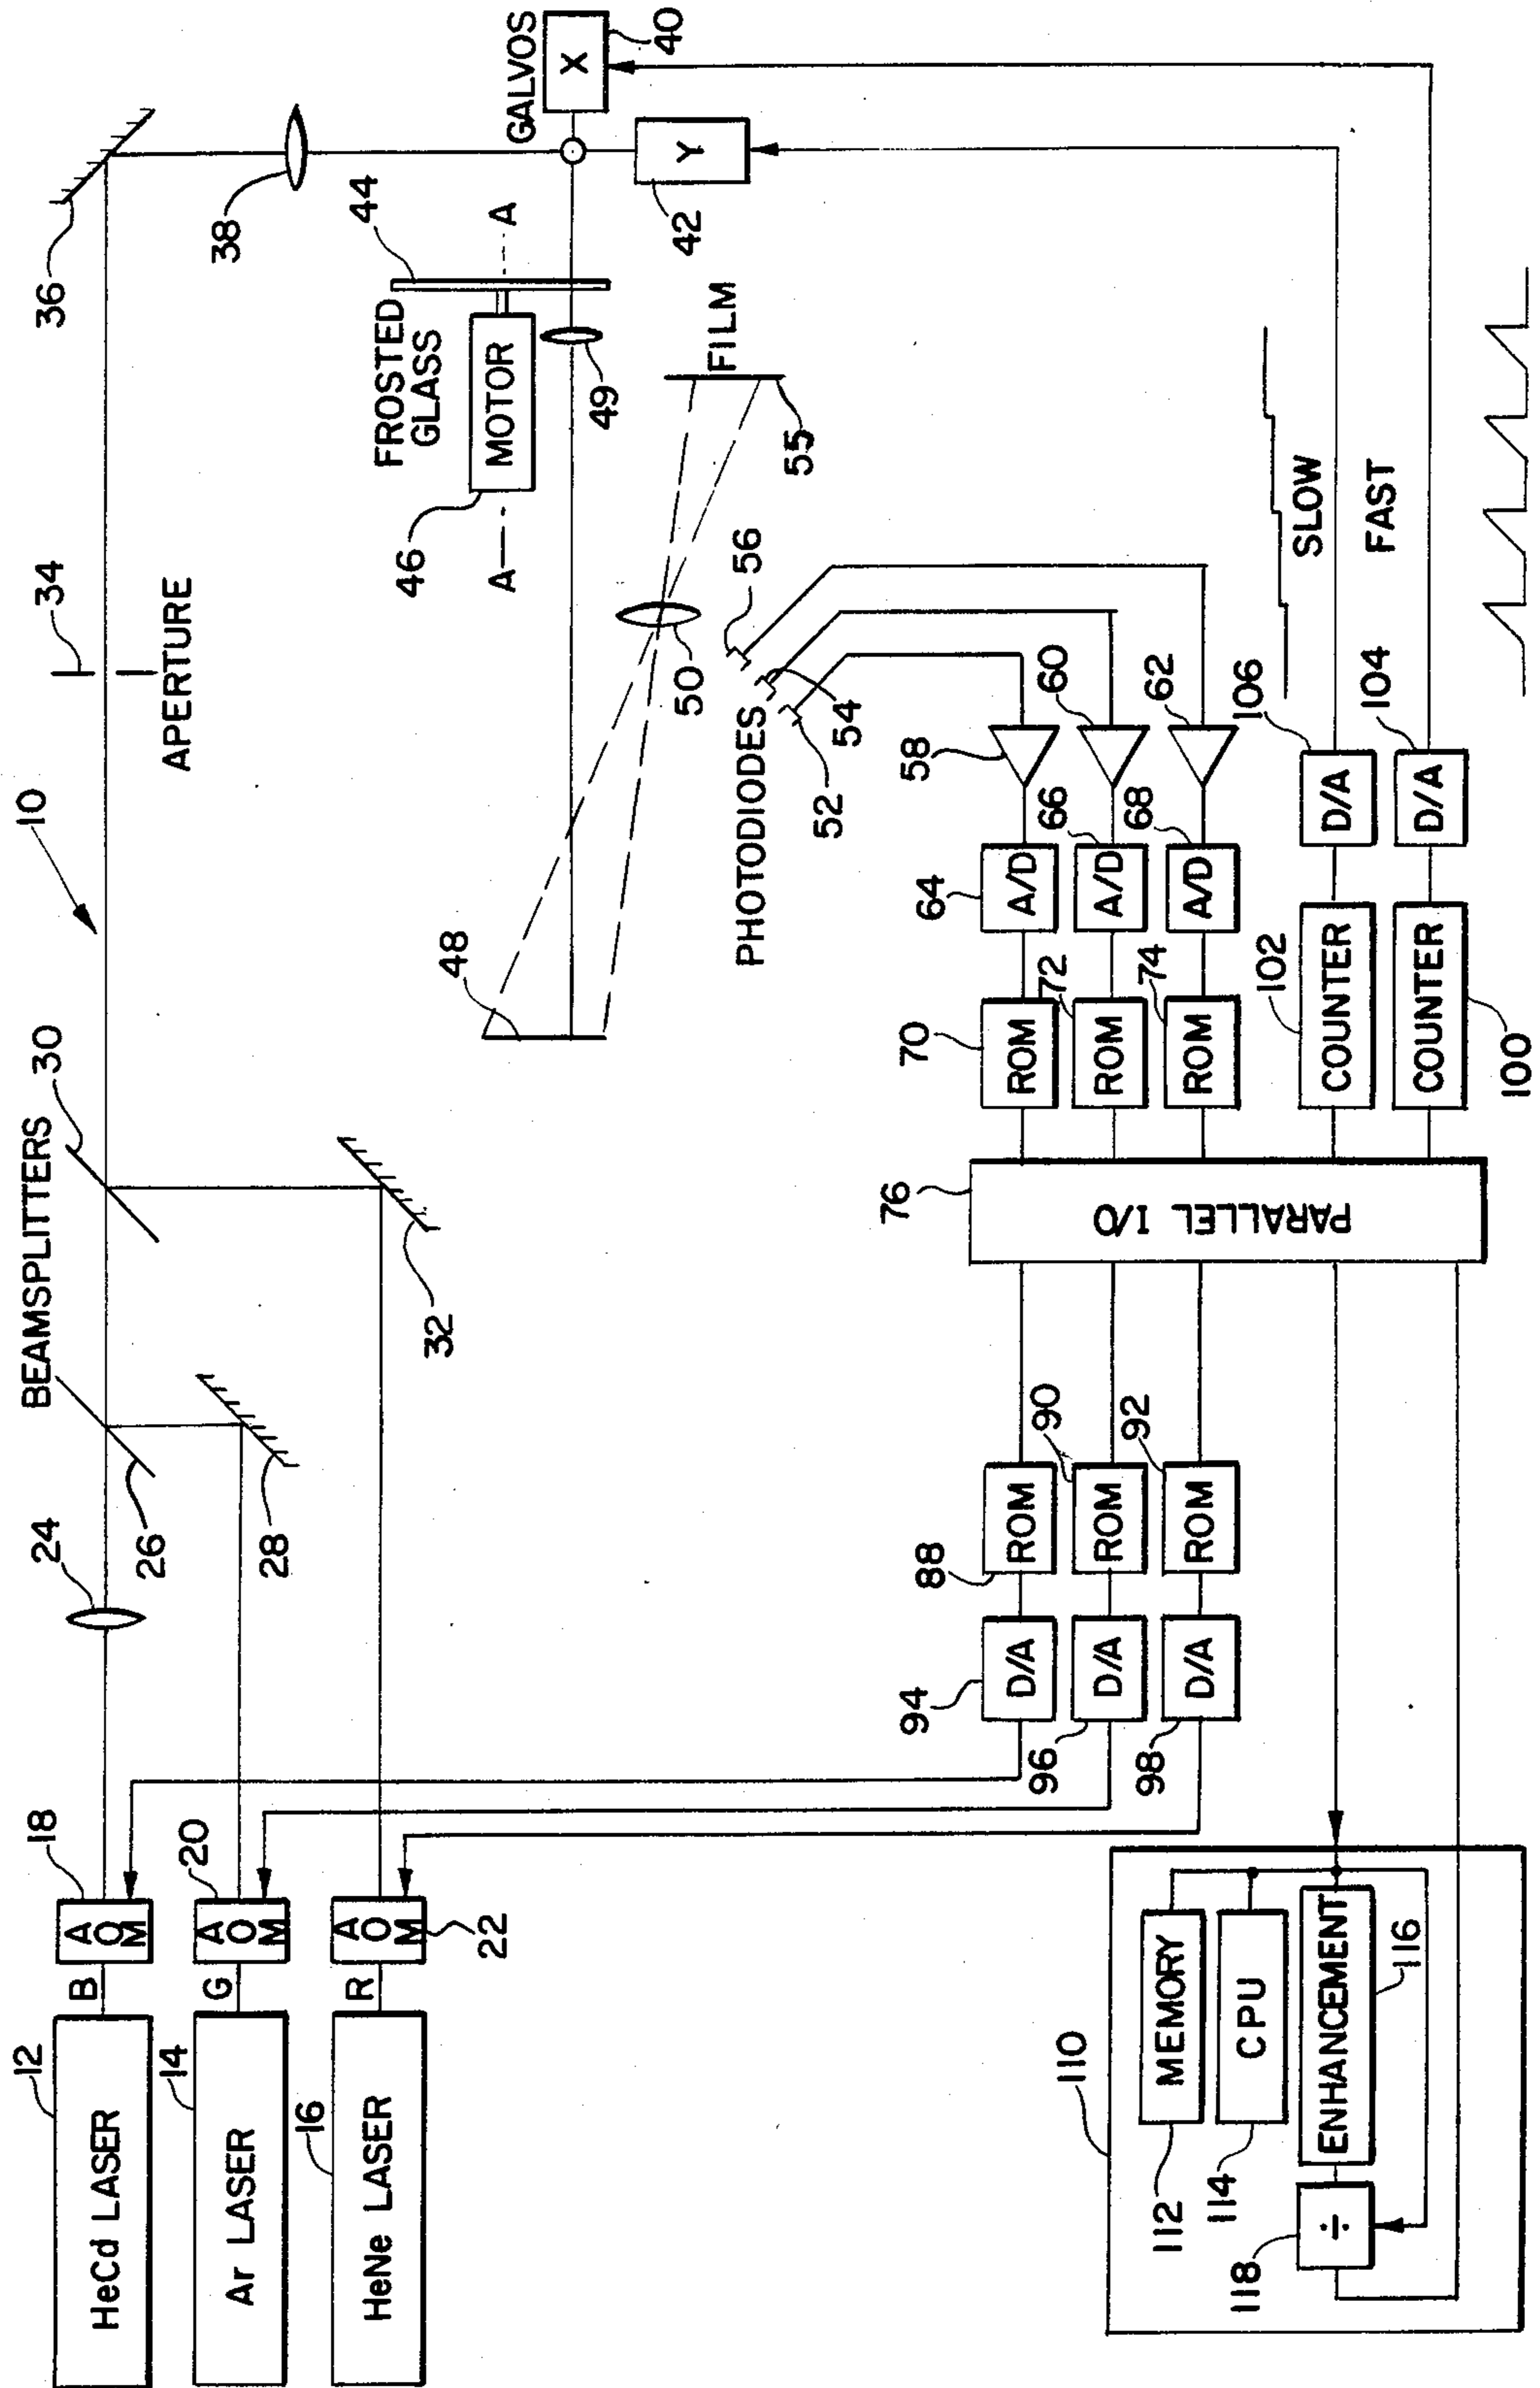 12
HeCd LASER
B
AOM
18
24
26
BEAMSPLITTERS
30
10
34
APERTURE
36
38
14
Ar LASER
G
AOM
20
28
16
HeNe LASER
R
AOM
22
32
GALVOS
X
40
Y
42
44
A
FROSTED
GLASS
MOTOR
46
A
49
48
50
FILM
55
PHOTODIODES
52
54
56
58
60
62
64
A/D
66
A/D
68
A/D
70
ROM
72
ROM
74
ROM
76
PARALLEL I/O
88
ROM
90
ROM
92
ROM
94
D/A
96
D/A
98
D/A
102
COUNTER
106
D/A
SLOW
100
COUNTER
104
D/A
FAST
110
MEMORY
112
CPU
114
ENHANCEMENT
116
÷
118